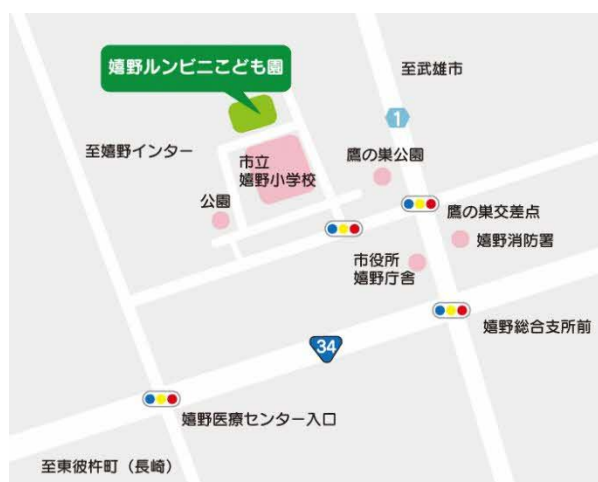 嬉野ルンビニこども園
至武雄市
1
至嬉野インター
市立
嬉野小学校
鷹の巣公園
公園
鷹の巣交差点
嬉野消防署
市役所
嬉野庁舎
嬉野総合支所前
34
嬉野医療センター入口
至東彼杵町（長崎）